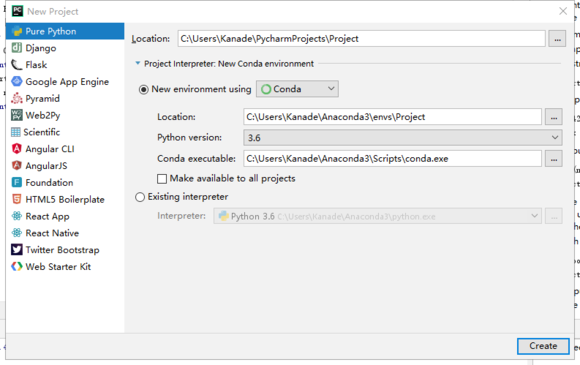 New Project
Pure Python
Django
Flask
Google App Engine
Pyramid
Web2Py
Scientific
Angular CLI
AngularJS
Foundation
HTML5 Boilerplate
React App
React Native
Twitter Bootstrap
Web Starter Kit
Location: C:\Users\Kanade\PycharmProjects\Project ...
Project Interpreter: New Conda environment
New environment using Conda
Location: C:\Users\Kanade\Anaconda3\envs\Project ...
Python version: 3.6
Conda executable: C:\Users\Kanade\Anaconda3\Scripts\conda.exe ...
Make available to all projects
Existing interpreter
Interpreter: Python 3.6 C:\Users\Kanade\Anaconda3\python.exe ...
Create